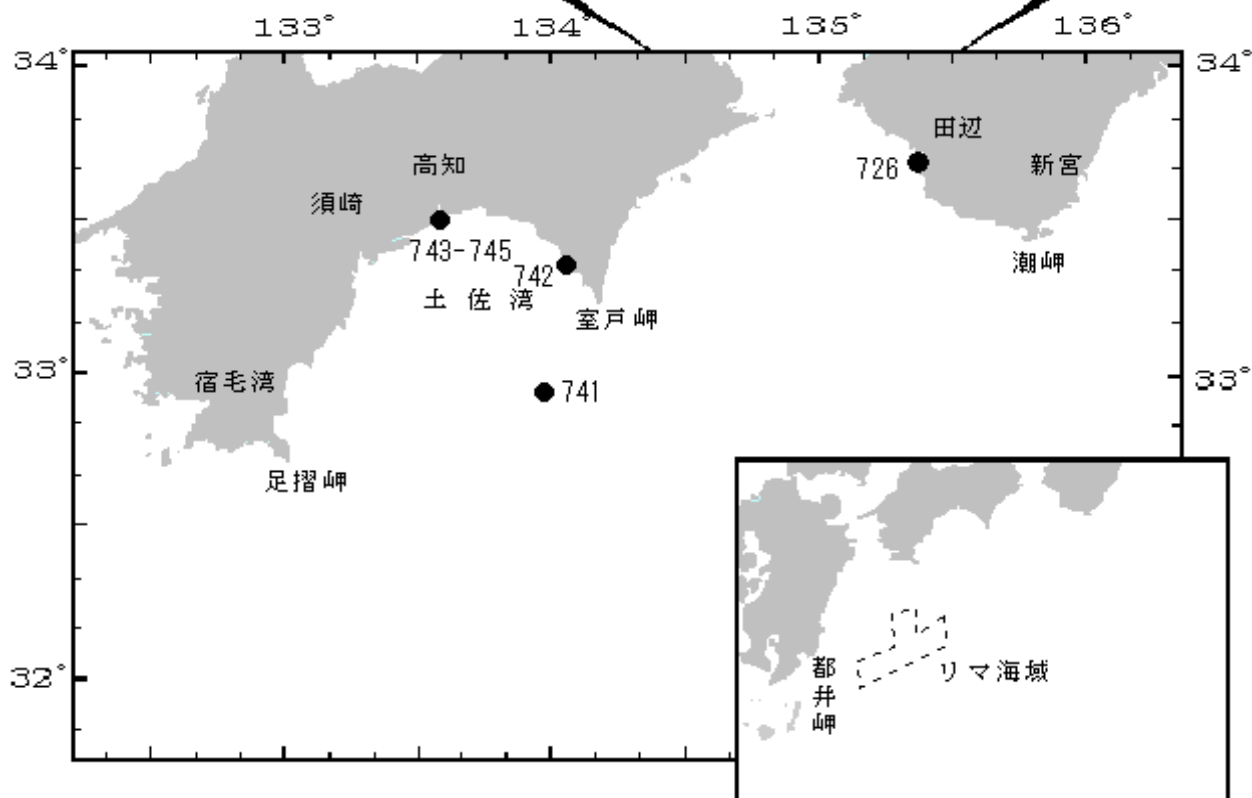 133° 134° 135° 136°
34° 34°
田辺
高知 726 新宮
須崎
743-745
742 潮岬
土 佐 湾
室戸岬
33° 33°
宿毛湾
741
足摺岬
32°
リマ海域
都井岬